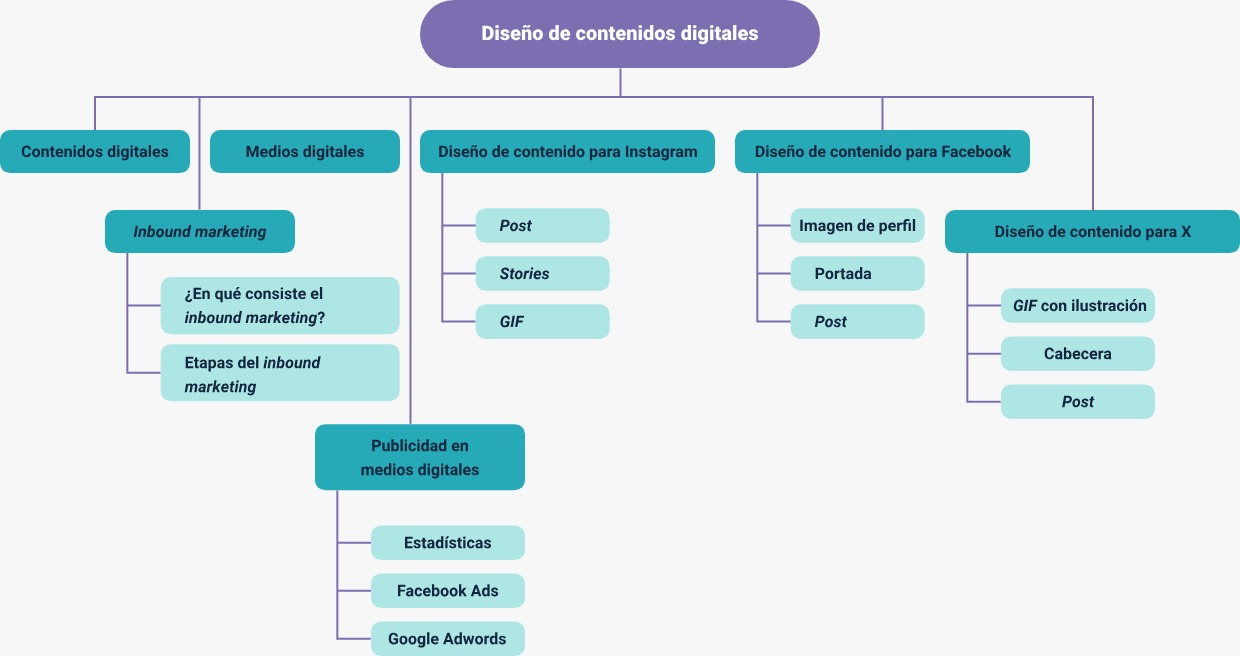 Diseño de contenidos digitales
Contenidos digitales
Medios digitales
Diseño de contenido para Instagram
Diseño de contenido para Facebook
Inbound marketing
Diseño de contenido para X
¿En qué consiste el
inbound marketing?
Etapas del inbound
marketing
Post
Stories
GIF
Imagen de perfil
Portada
Post
GIF con ilustración
Cabecera
Post
Publicidad en
medios digitales
Estadísticas
Facebook Ads
Google Adwords